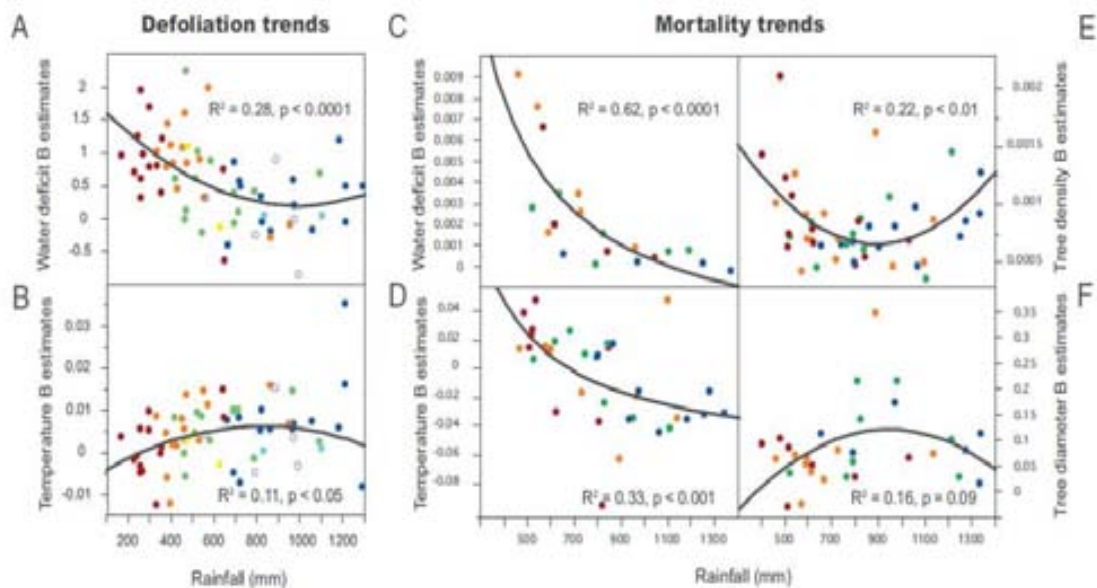 A
Defoliation trends
C
Mortality trends
E
Water deficit B estimates
2
1.5
1
0.5
0
-0.5
R² = 0.28, p < 0.0001
Water deficit B estimates
0.009
0.008
0.007
0.006
0.005
0.004
0.003
0.002
0.001
0
R² = 0.62, p < 0.0001
R² = 0.22, p < 0.01
0.002
0.0015
0.001
0.0005
Tree density B estimates
B
Temperature B estimates
0.03
0.02
0.01
0
-0.01
R² = 0.11, p < 0.05
D
Temperature B estimates
0.04
0.02
0
-0.02
-0.04
-0.06
-0.08
R² = 0.33, p < 0.001
R² = 0.16, p = 0.09
F
0.35
0.3
0.25
0.2
0.15
0.1
0.05
0
Tree diameter B estimates
200 400 600 800 1000 1200
Rainfall (mm)
500 700 900 1100 1300
500 700 900 1100 1300
Rainfall (mm)